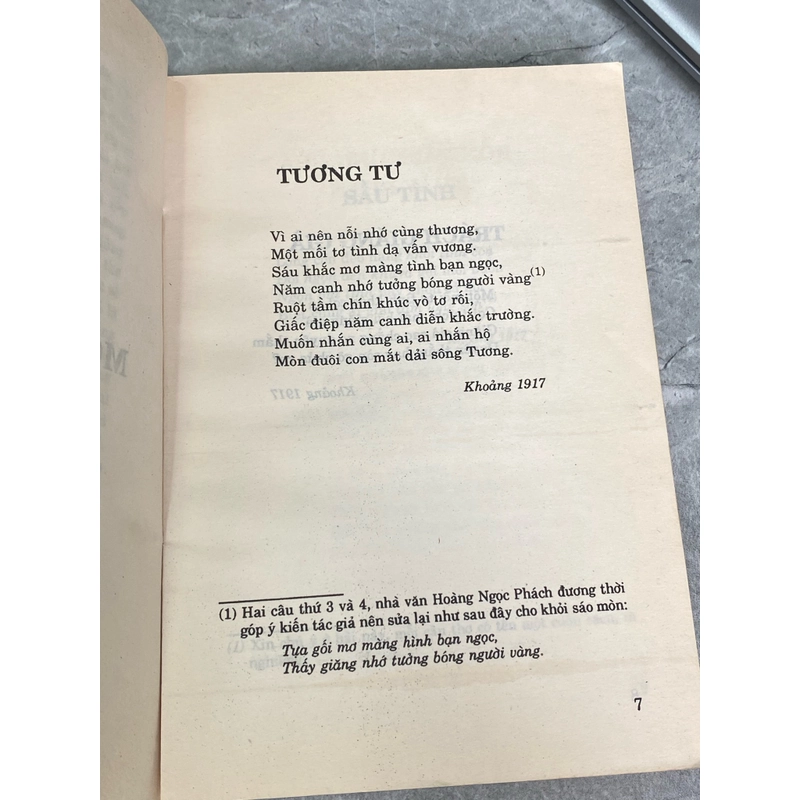 TƯƠNG TƯ
Vì ai nên nỗi nhớ cùng thương,
Một mối tơ tình dạ vấn vương.
Sáu khắc mơ màng tình bạn ngọc,
Năm canh nhớ tưởng bóng người vàng(1)
Ruột tằm chín khúc vò tơ rối,
Giấc điệp năm canh diễn khắc trường.
Muốn nhắn cùng ai, ai nhắn hộ
Mòn đuôi con mắt dải sông Tương.
Khoảng 1917
(1) Hai câu thứ 3 và 4, nhà văn Hoàng Ngọc Phách đương thời
góp ý kiến tác giả nên sửa lại như sau đây cho khỏi sáo mòn:
Tựa gối mơ màng hình bạn ngọc,
Thấy giăng nhớ tưởng bóng người vàng.
7